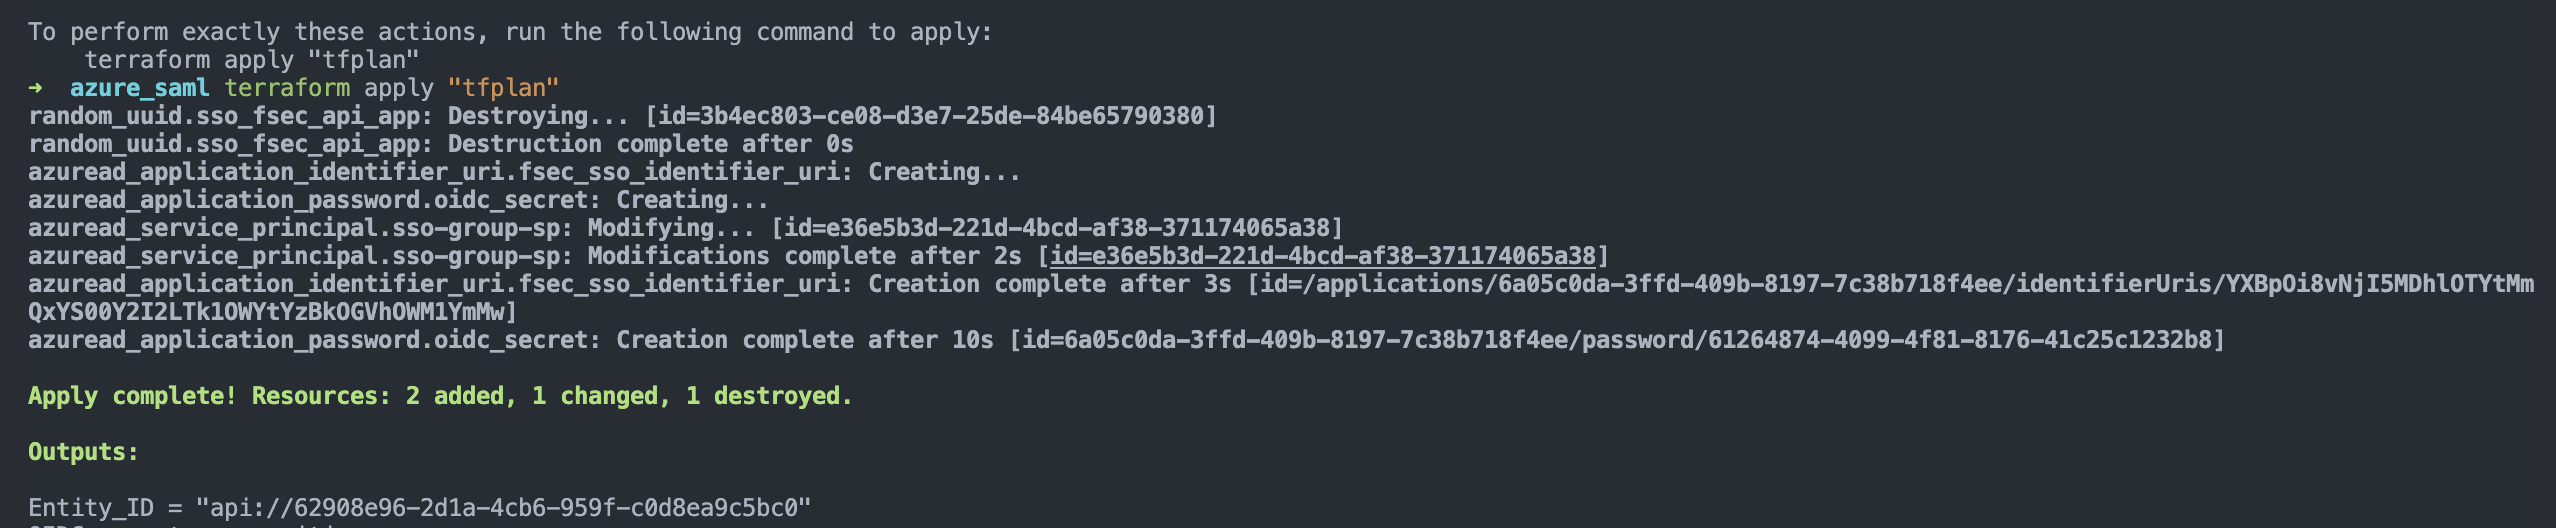 To perform exactly these actions, run the following command to apply:
terraform apply "tfplan"
➜ azure_saml terraform apply "tfplan"
random_uuid.sso_fsec_api_app: Destroying... [id=3b4ec803-ce08-d3e7-25de-84be65790380]
random_uuid.sso_fsec_api_app: Destruction complete after 0s
azuread_application_identifier_uri.fsec_sso_identifier_uri: Creating...
azuread_application_password.oidc_secret: Creating...
azuread_service_principal.sso-group-sp: Modifying... [id=e36e5b3d-221d-4bcd-af38-371174065a38]
azuread_service_principal.sso-group-sp: Modifications complete after 2s [id=e36e5b3d-221d-4bcd-af38-371174065a38]
azuread_application_identifier_uri.fsec_sso_identifier_uri: Creation complete after 3s [id=/applications/6a05c0da-3ffd-409b-8197-7c38b718f4ee/identifierUris/YXBpOi8vNjI5MDhlOTYtMm
QxYS00Y2I2LTk1OWYtYzBkOGVhOWM1YmMw]
azuread_application_password.oidc_secret: Creation complete after 10s [id=6a05c0da-3ffd-409b-8197-7c38b718f4ee/password/61264874-4099-4f81-8176-41c25c1232b8]
Apply complete! Resources: 2 added, 1 changed, 1 destroyed.
Outputs:
Entity_ID = "api://62908e96-2d1a-4cb6-959f-c0d8ea9c5bc0"